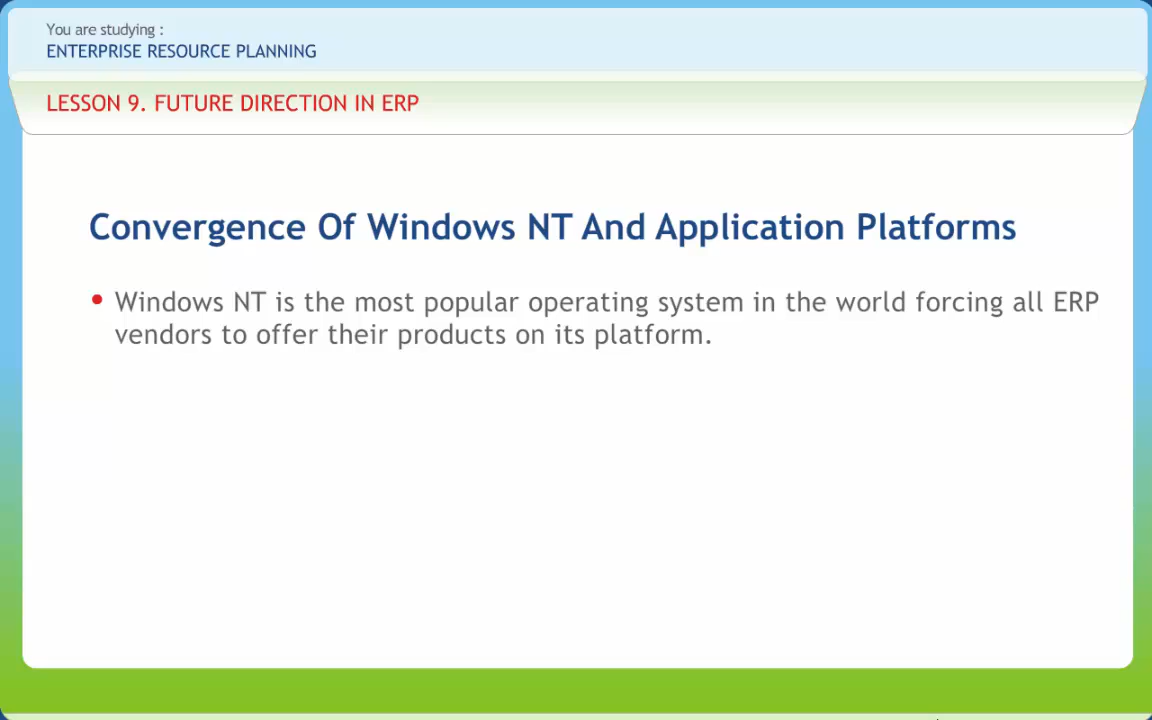 You are studying :
ENTERPRISE RESOURCE PLANNING
LESSON 9. FUTURE DIRECTION IN ERP
Convergence Of Windows NT And Application Platforms
• Windows NT is the most popular operating system in the world forcing all ERP
vendors to offer their products on its platform.